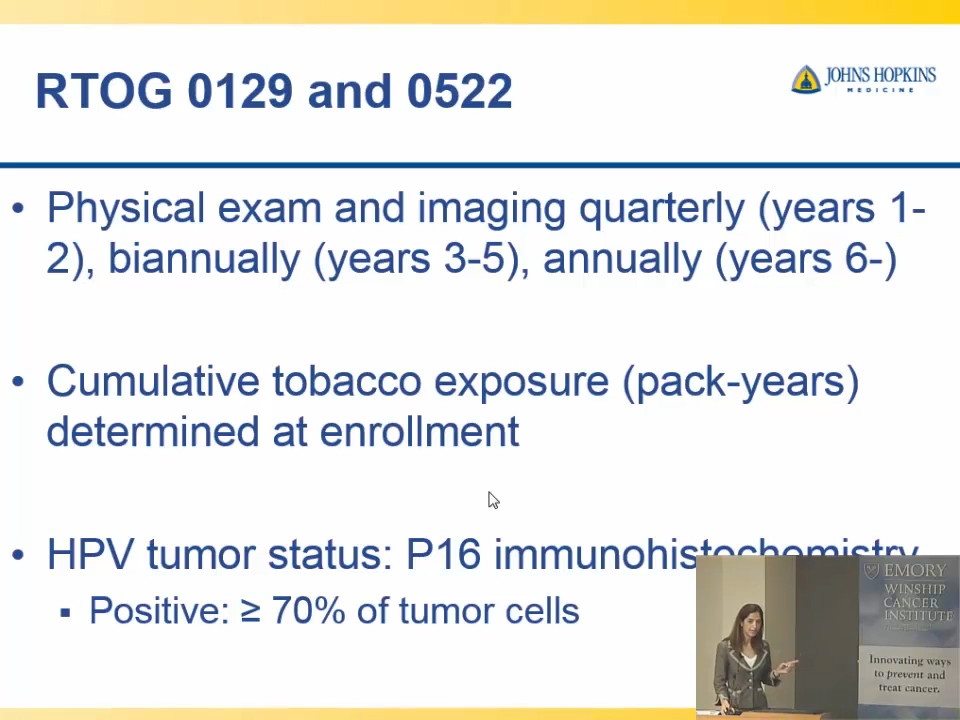 RTOG 0129 and 0522
JOHNS HOPKINS
MEDICINE
• Physical exam and imaging quarterly (years 1-
2), biannually (years 3-5), annually (years 6-)
• Cumulative tobacco exposure (pack-years)
determined at enrollment
• HPV tumor status: P16 immunohistochemistry
▪ Positive: ≥ 70% of tumor cells
EMORY
WINSHIP
CANCER
INSTITUTE
Innovating ways
to prevent and
treat cancer.